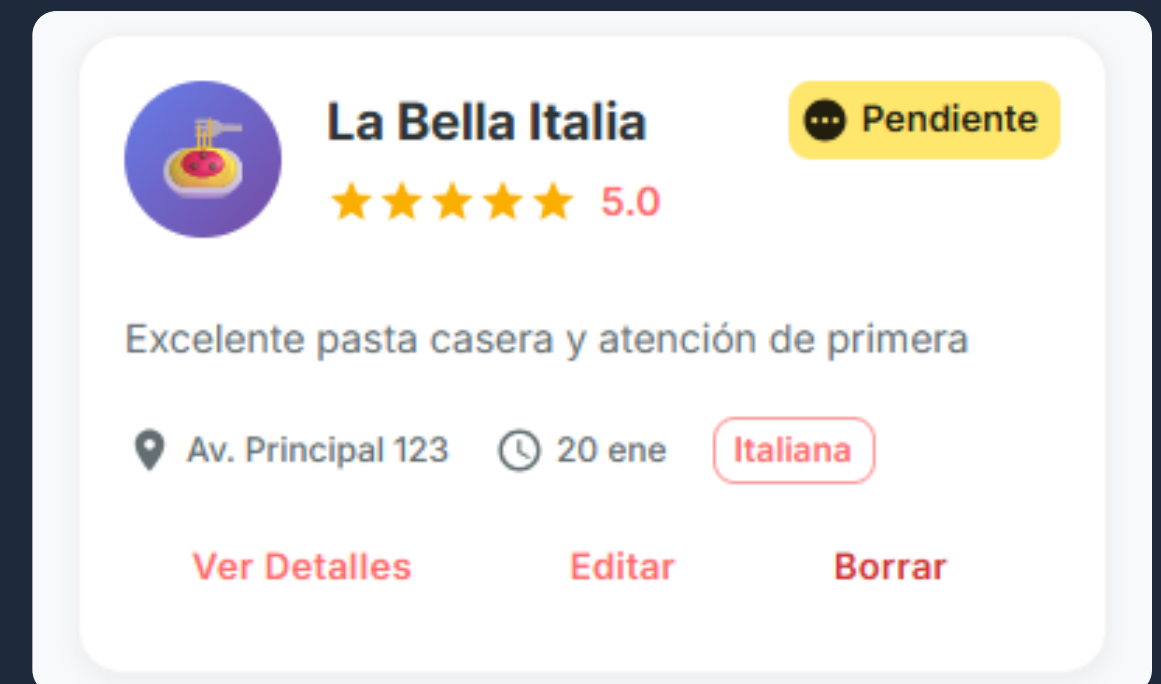 La Bella Italia
Pendiente
5.0
Excelente pasta casera y atención de primera
Av. Principal 123 20 ene Italiana
Ver Detalles Editar Borrar